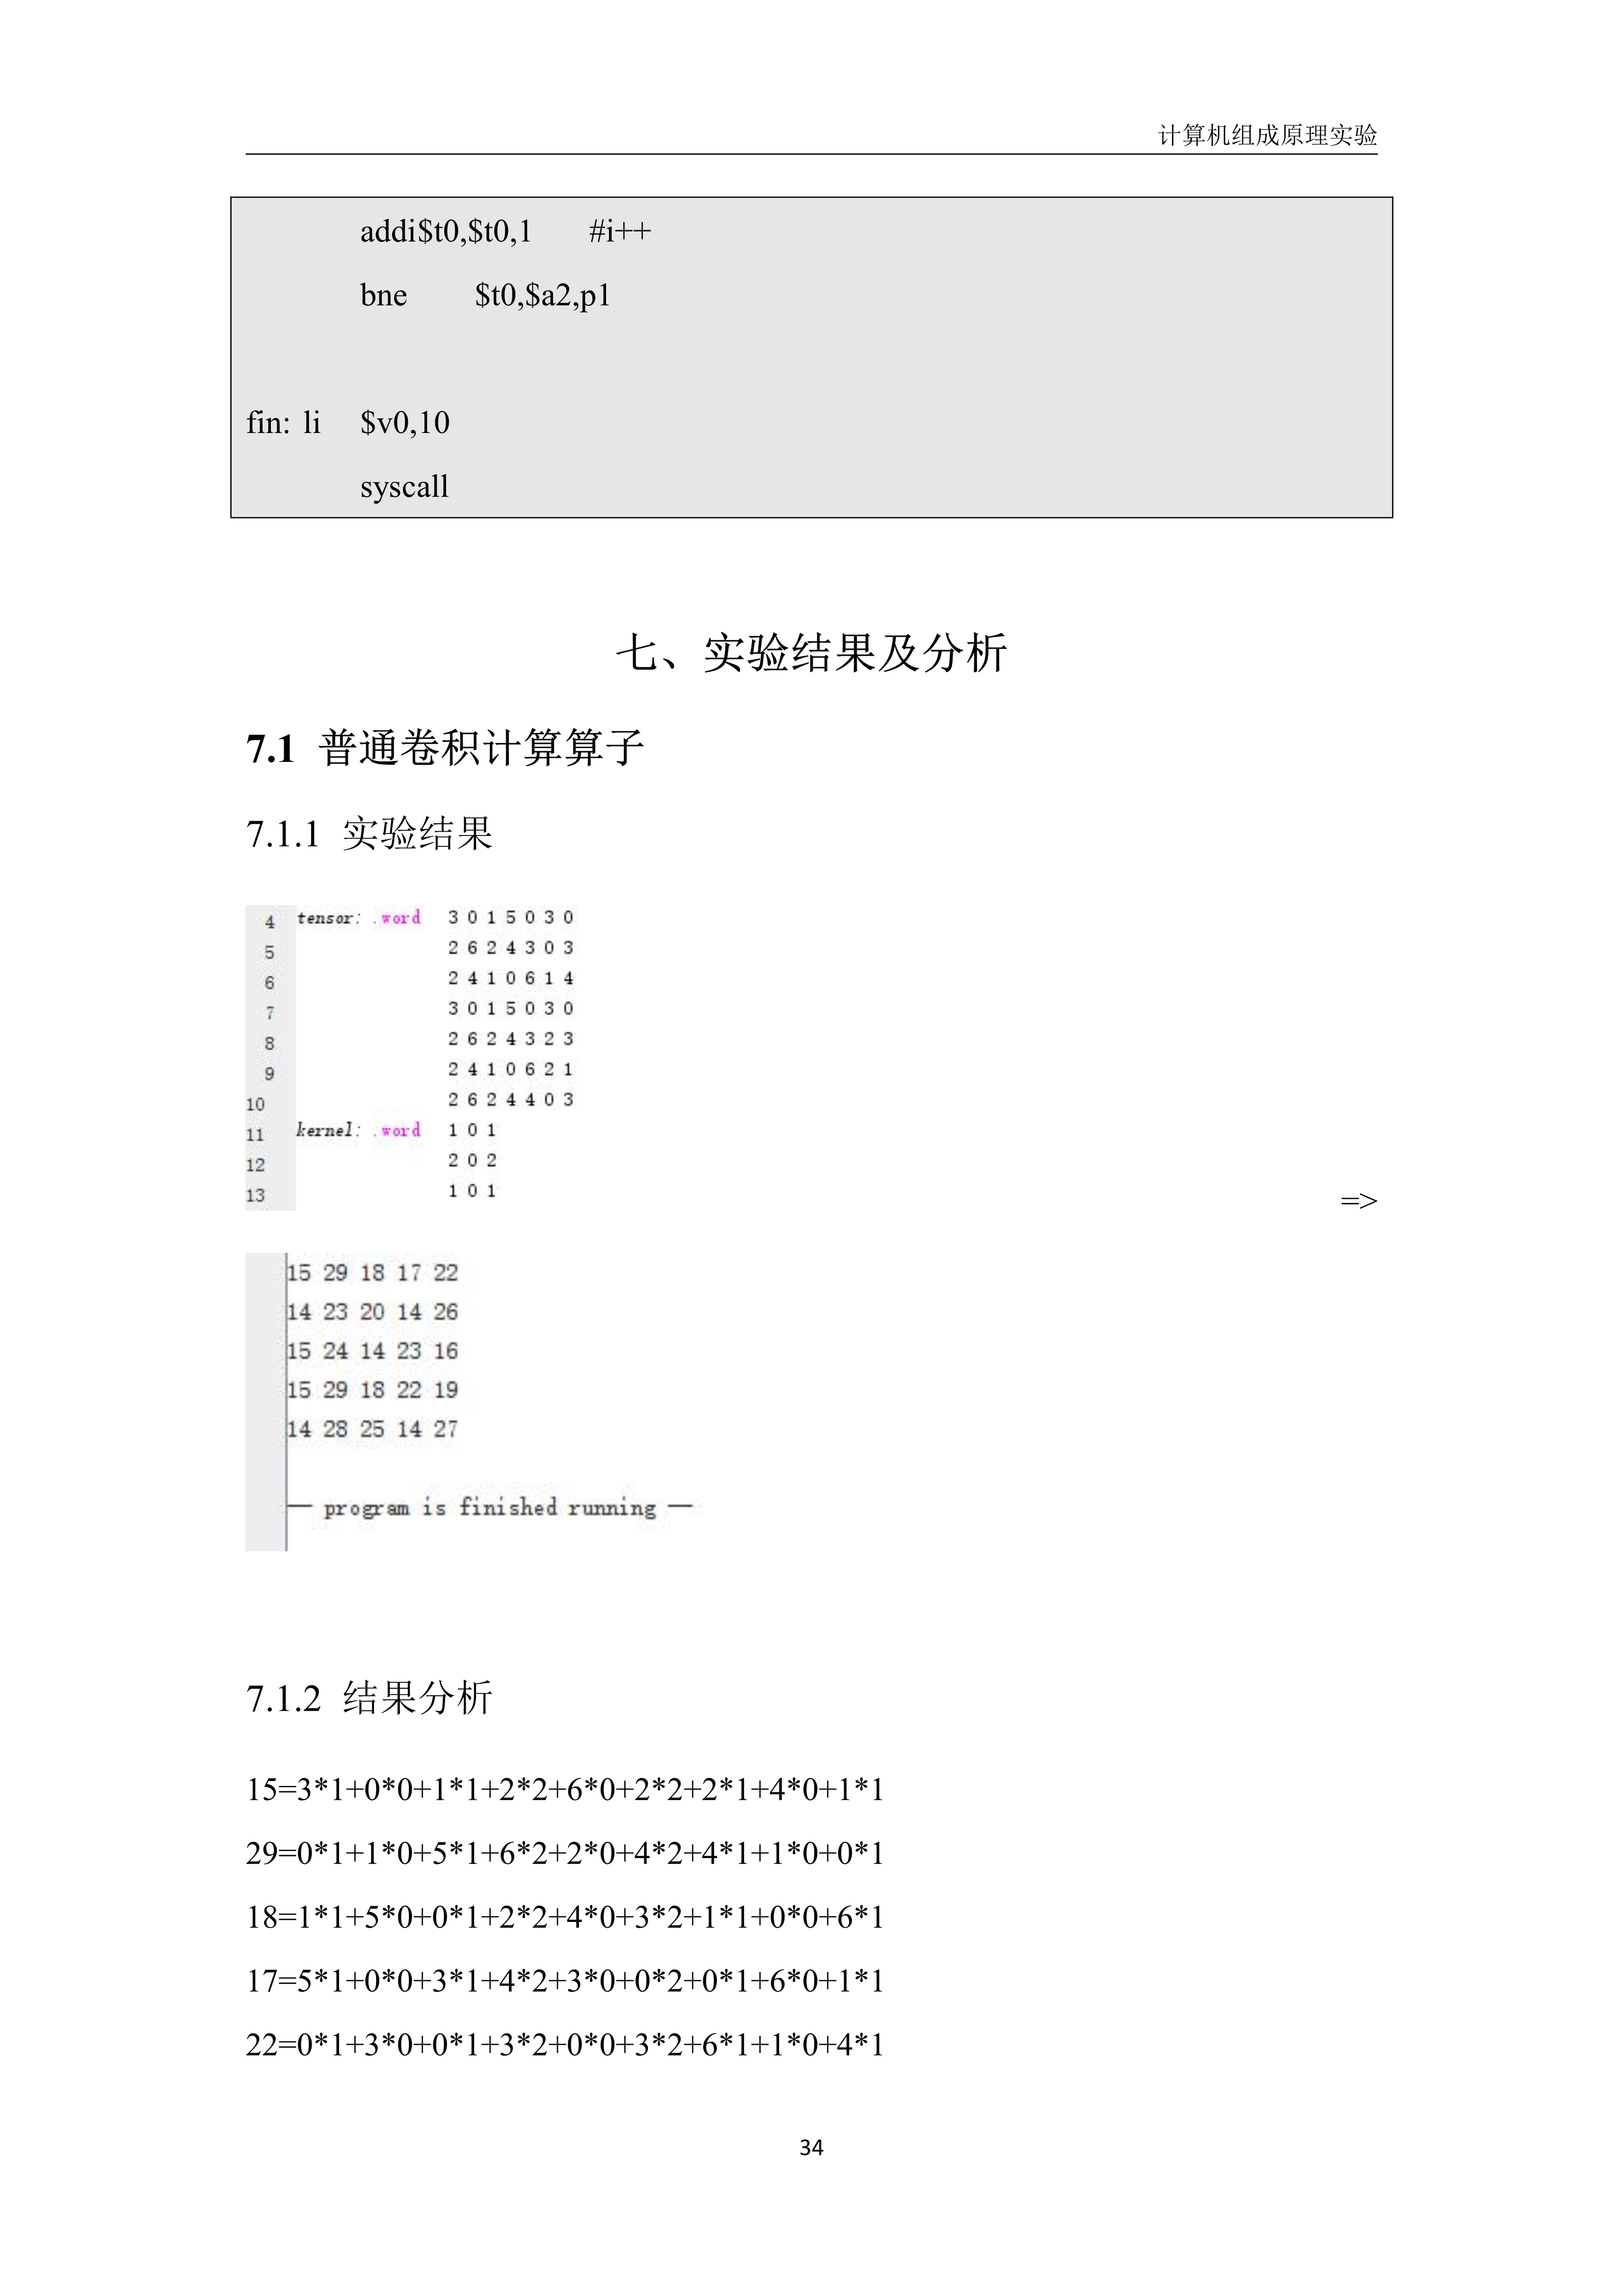 计算机组成原理实验
addi$t0,$t0,1 #i++
bne $t0,$a2,p1
fin: li $v0,10
syscall
七、实验结果及分析
7.1 普通卷积计算算子
7.1.1 实验结果
4 tensor: .word 3 0 1 5 0 3 0
5 2 6 2 4 3 0 3
6 2 4 1 0 6 1 4
7 3 0 1 5 0 3 0
8 2 6 2 4 3 2 3
9 2 4 1 0 6 2 1
10 2 6 2 4 4 0 3
11 kernel: .word 1 0 1
12 2 0 2
13 1 0 1
=>
15 29 18 17 22
14 23 20 14 26
15 24 14 23 16
15 29 18 22 19
14 28 25 14 27
— program is finished running —
7.1.2 结果分析
15=3*1+0*0+1*1+2*2+6*0+2*2+2*1+4*0+1*1
29=0*1+1*0+5*1+6*2+2*0+4*2+4*1+1*0+0*1
18=1*1+5*0+0*1+2*2+4*0+3*2+1*1+0*0+6*1
17=5*1+0*0+3*1+4*2+3*0+0*2+0*1+6*0+1*1
22=0*1+3*0+0*1+3*2+0*0+3*2+6*1+1*0+4*1
34